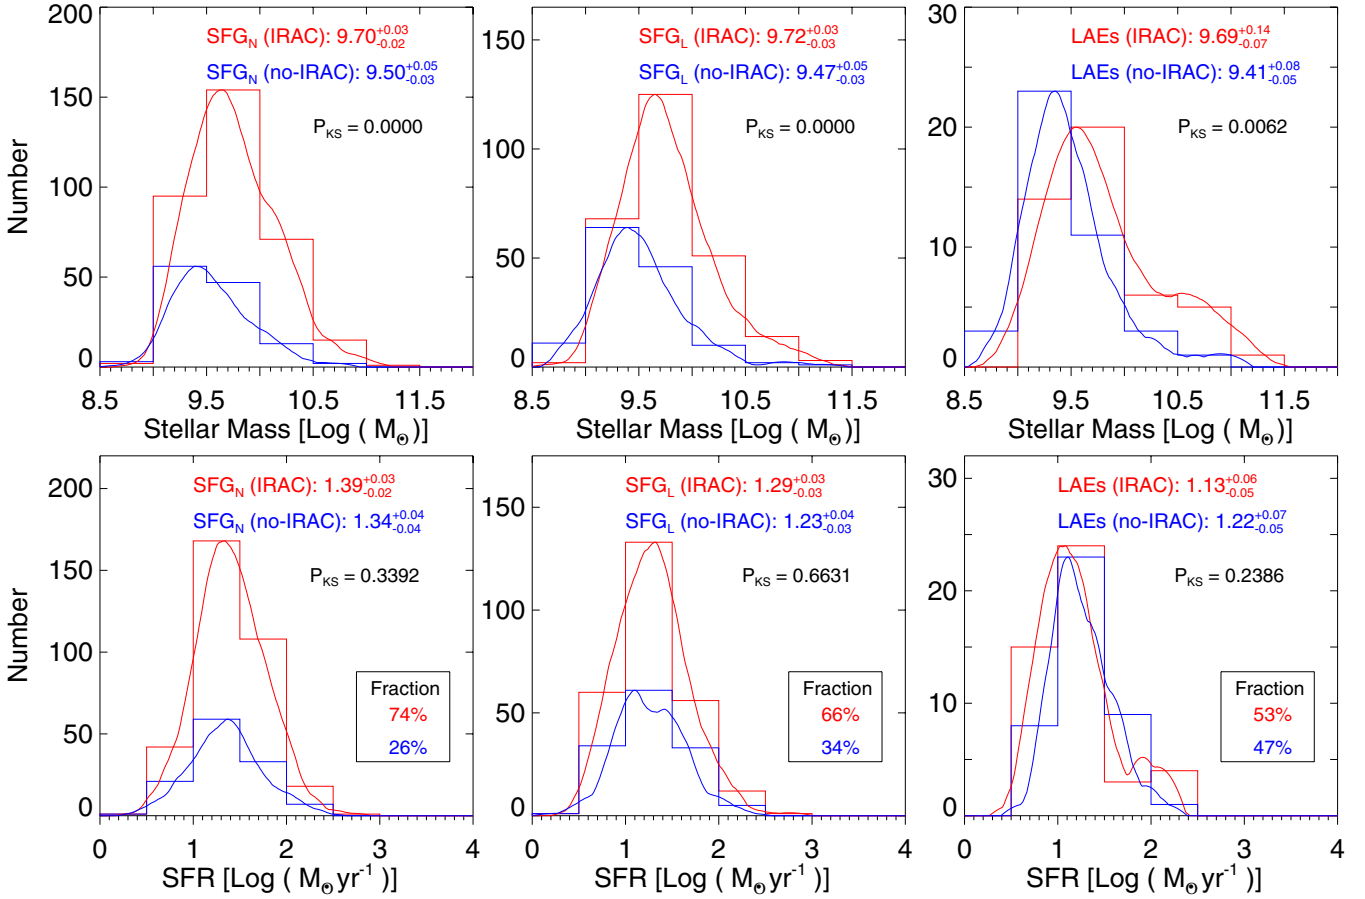 SFG_N (IRAC): 9.70^{+0.03}_{-0.02}
SFG_N (no-IRAC): 9.50^{+0.05}_{-0.03}
P_KS = 0.0000
200
150
100
50
0
Number
8.5 9.5 10.5 11.5
Stellar Mass [Log ( M_⊙)]
SFG_L (IRAC): 9.72^{+0.03}_{-0.03}
SFG_L (no-IRAC): 9.47^{+0.05}_{-0.03}
P_KS = 0.0000
150
100
50
0
8.5 9.5 10.5 11.5
Stellar Mass [Log ( M_⊙)]
LAEs (IRAC): 9.69^{+0.14}_{-0.07}
LAEs (no-IRAC): 9.41^{+0.08}_{-0.05}
P_KS = 0.0062
30
20
10
0
8.5 9.5 10.5 11.5
Stellar Mass [Log ( M_⊙)]
SFG_N (IRAC): 1.39^{+0.03}_{-0.02}
SFG_N (no-IRAC): 1.34^{+0.04}_{-0.04}
P_KS = 0.3392
Fraction
74%
26%
200
150
100
50
0
Number
0 1 2 3 4
SFR [Log ( M_⊙ yr^{-1})]
SFG_L (IRAC): 1.29^{+0.03}_{-0.03}
SFG_L (no-IRAC): 1.23^{+0.04}_{-0.03}
P_KS = 0.6631
Fraction
66%
34%
150
100
50
0
0 1 2 3 4
SFR [Log ( M_⊙ yr^{-1})]
LAEs (IRAC): 1.13^{+0.06}_{-0.05}
LAEs (no-IRAC): 1.22^{+0.07}_{-0.05}
P_KS = 0.2386
Fraction
53%
47%
30
20
10
0
0 1 2 3 4
SFR [Log ( M_⊙ yr^{-1})]